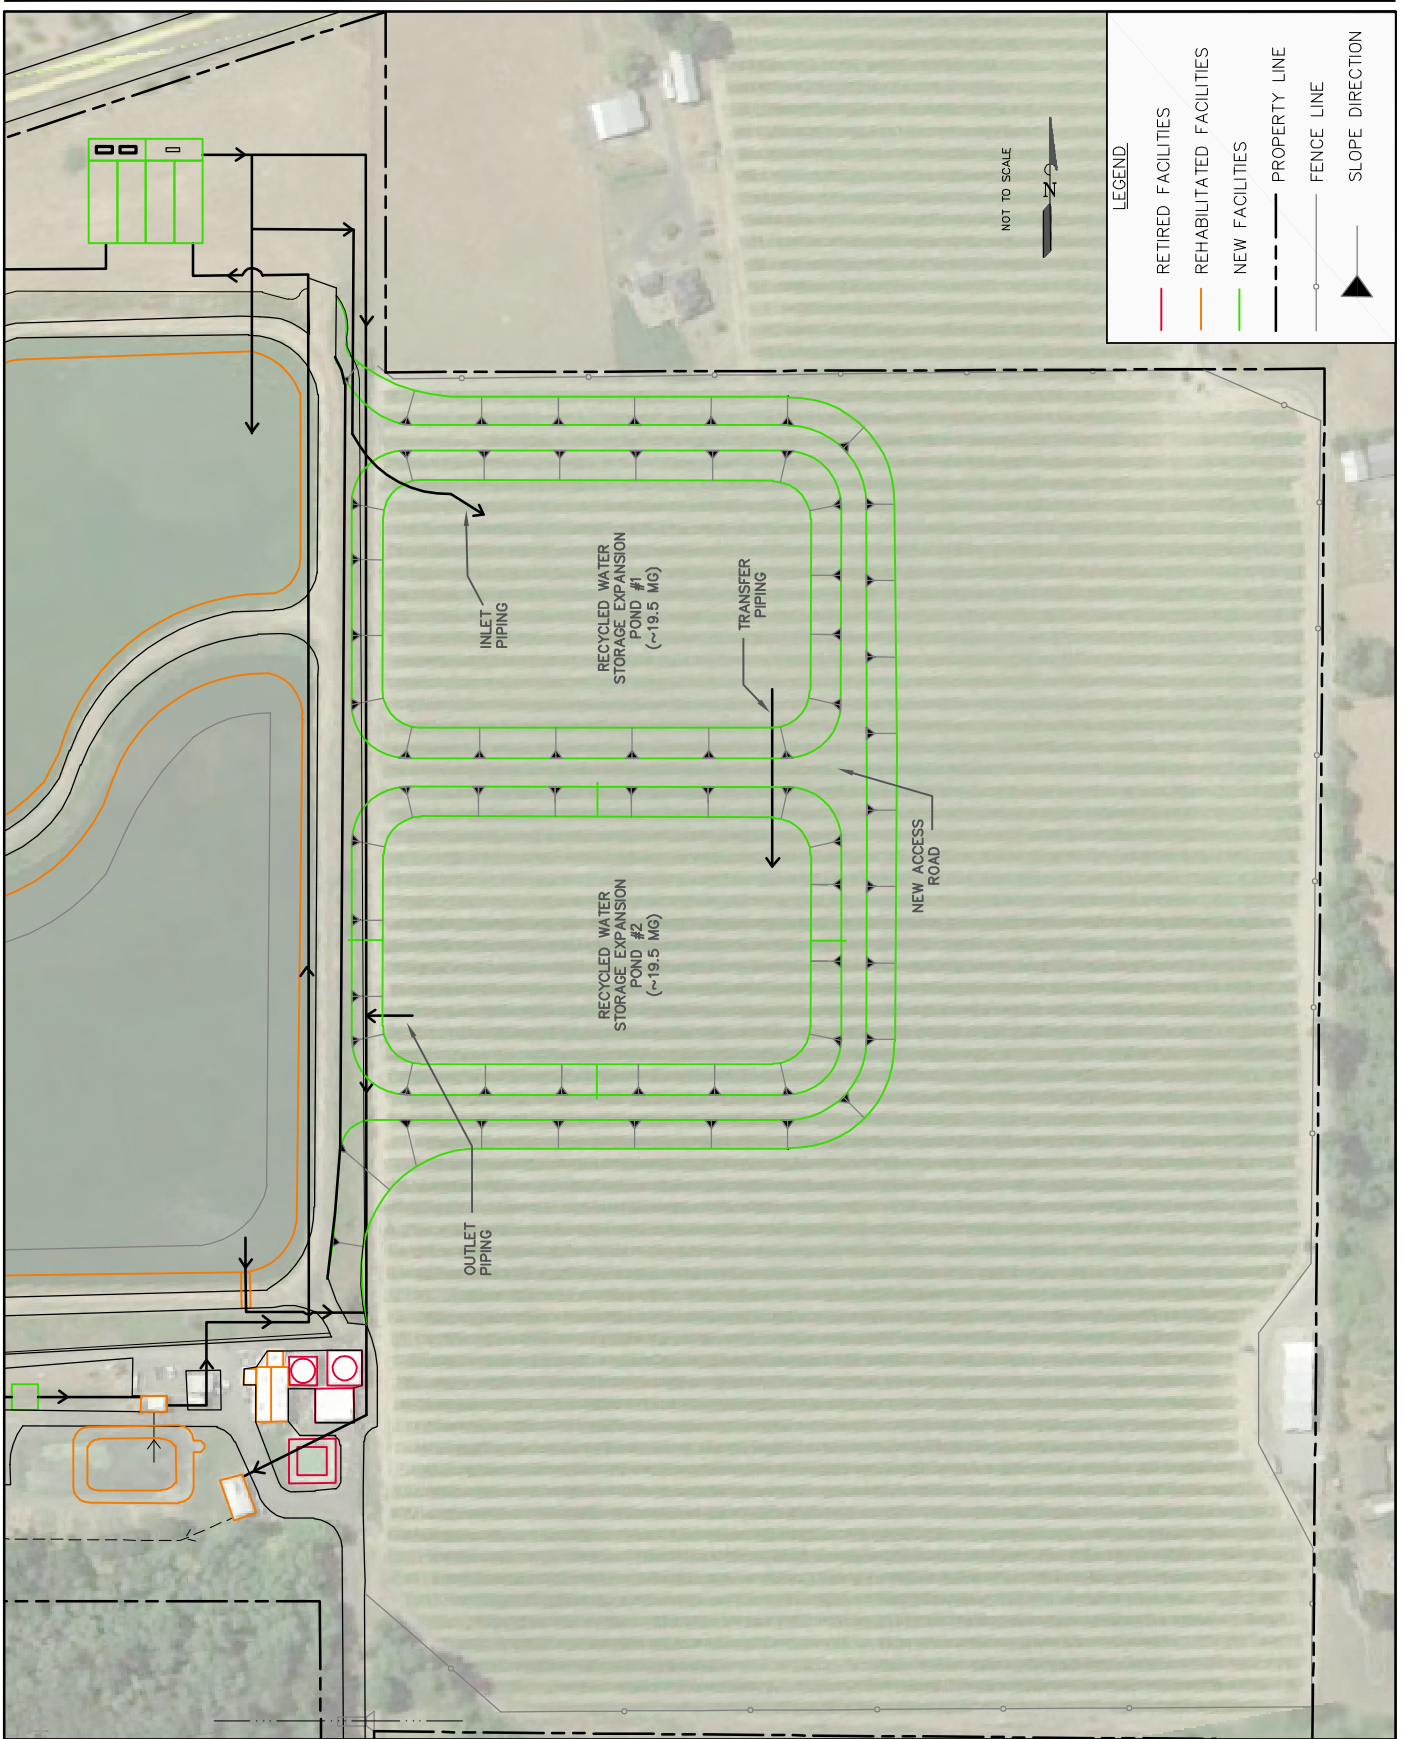 LEGEND
RETIRED FACILITIES
REHABILITATED FACILITIES
NEW FACILITIES
PROPERTY LINE
FENCE LINE
SLOPE DIRECTION
NOT TO SCALE
N
INLET
PIPING
RECYCLED WATER
STORAGE EXPANSION
POND #1
(~19.5 MG)
TRANSFER
PIPING
RECYCLED WATER
STORAGE EXPANSION
POND #2
(~19.5 MG)
NEW ACCESS
ROAD
OUTLET
PIPING